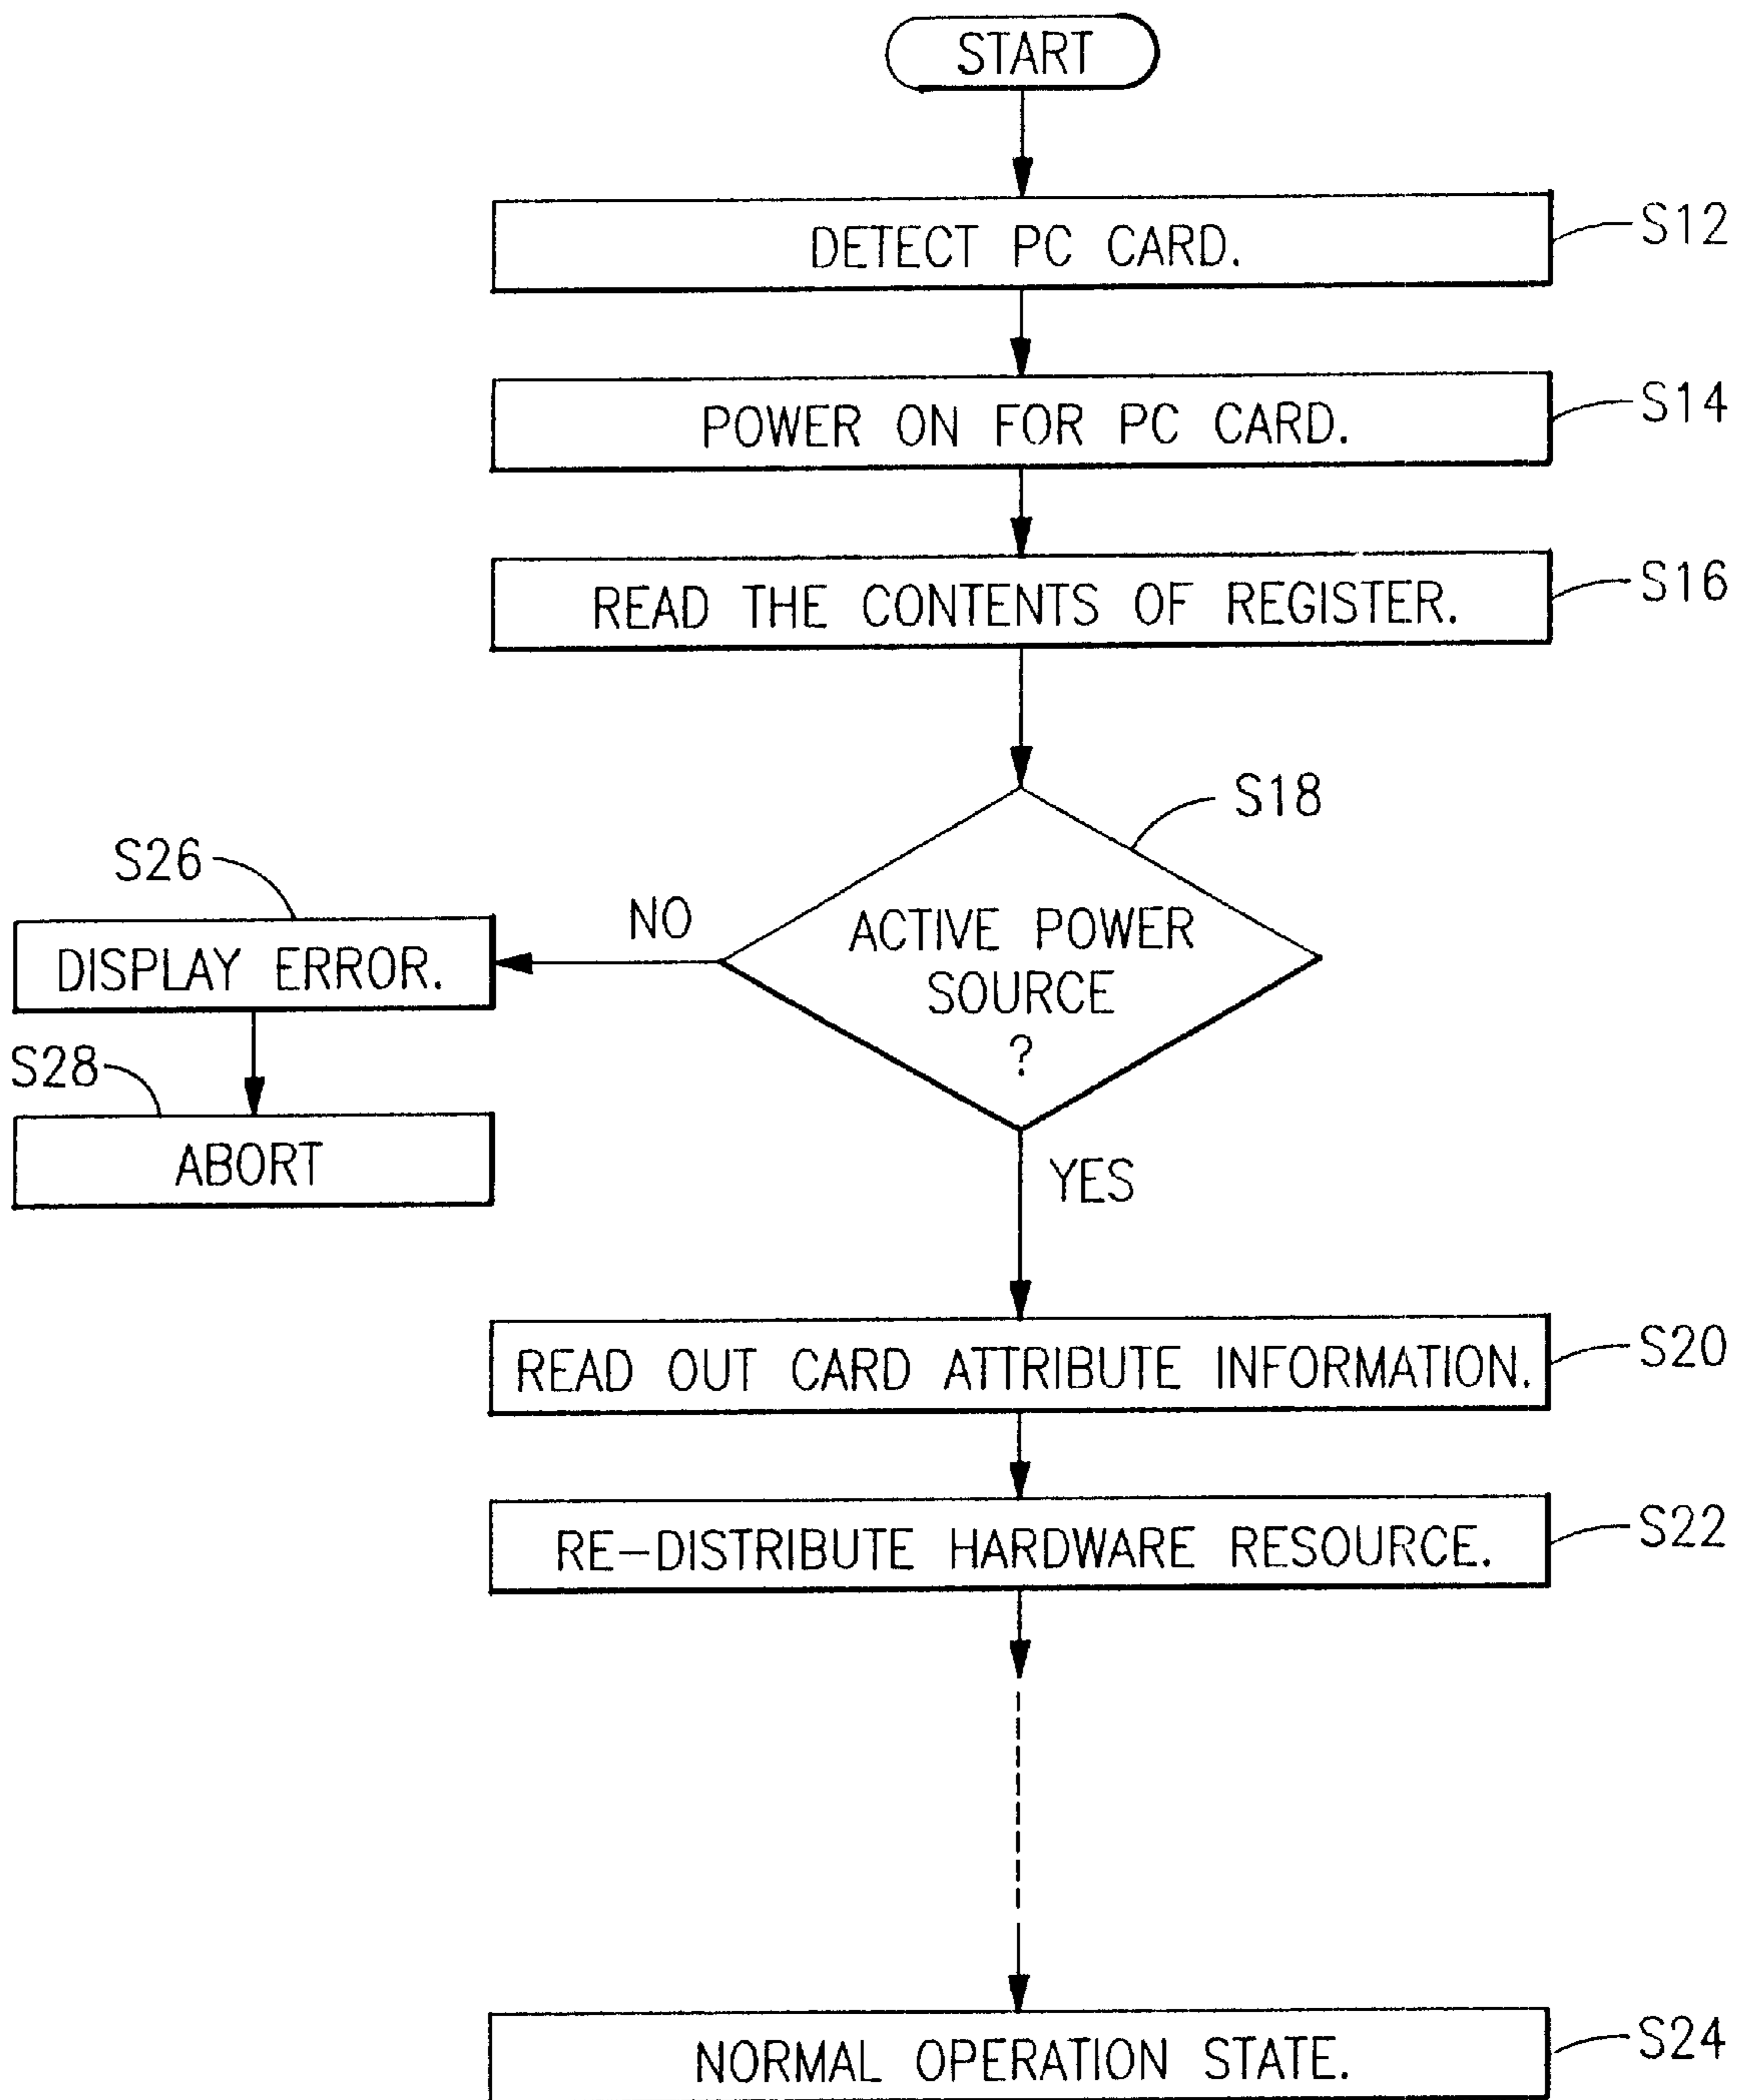 START
DETECT PC CARD.
S12
POWER ON FOR PC CARD.
S14
READ THE CONTENTS OF REGISTER.
S16
S18
ACTIVE POWER
SOURCE
?
NO
S26
DISPLAY ERROR.
S28
ABORT
YES
READ OUT CARD ATTRIBUTE INFORMATION.
S20
RE-DISTRIBUTE HARDWARE RESOURCE.
S22
NORMAL OPERATION STATE.
S24